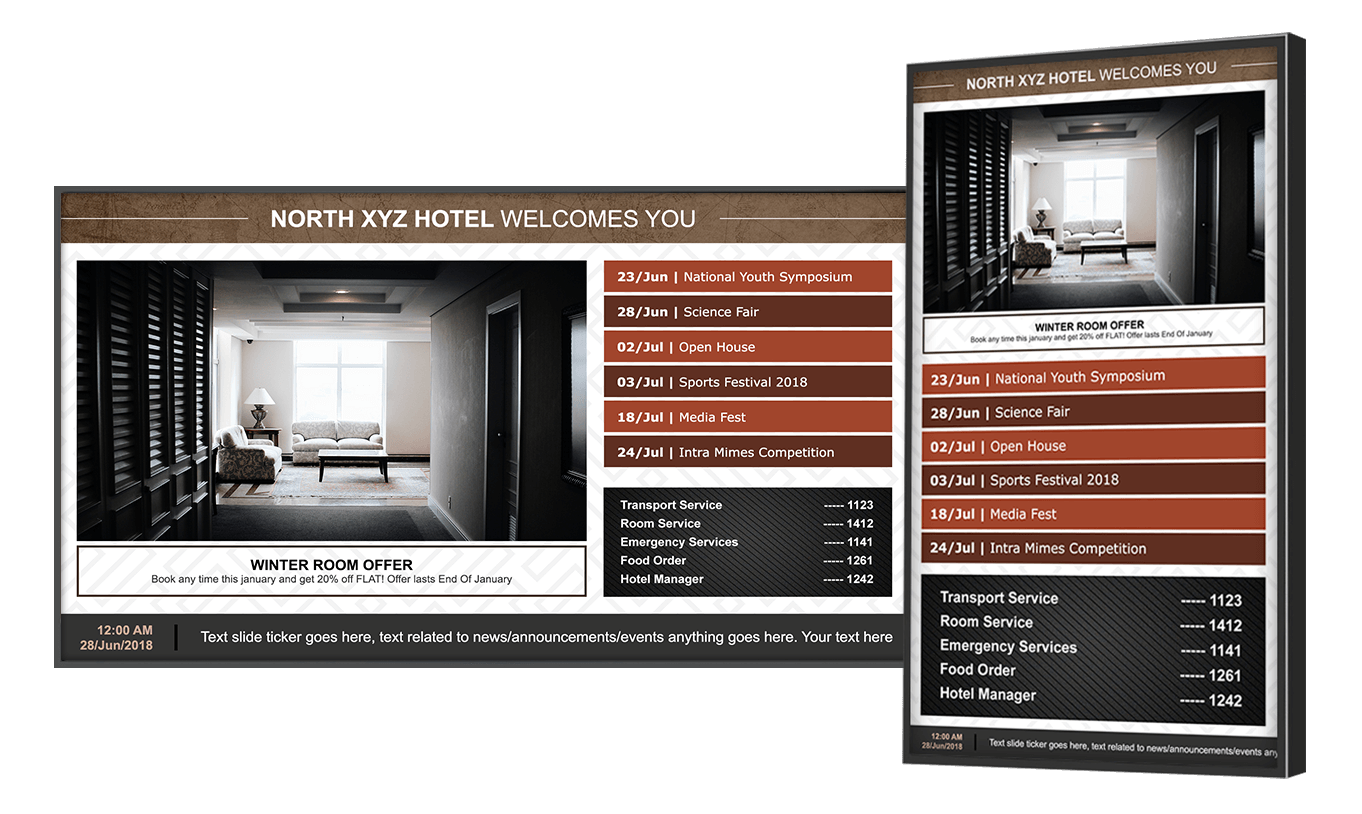 NORTH XYZ HOTEL WELCOMES YOU
23/Jun | National Youth Symposium
28/Jun | Science Fair
02/Jul | Open House
03/Jul | Sports Festival 2018
18/Jul | Media Fest
24/Jul | Intra Mimes Competition
WINTER ROOM OFFER
Book any time this january and get 20% off FLAT! Offer lasts End Of January
Transport Service ----- 1123
Room Service ----- 1412
Emergency Services ----- 1141
Food Order ----- 1261
Hotel Manager ----- 1242
12:00 AM
28/Jun/2018
Text slide ticker goes here, text related to news/announcements/events anything goes here. Your text here
NORTH XYZ HOTEL WELCOMES YOU
WINTER ROOM OFFER
Book any time this january and get 20% off FLAT! Offer lasts End Of January
23/Jun | National Youth Symposium
28/Jun | Science Fair
02/Jul | Open House
03/Jul | Sports Festival 2018
18/Jul | Media Fest
24/Jul | Intra Mimes Competition
Transport Service ----- 1123
Room Service ----- 1412
Emergency Services ----- 1141
Food Order ----- 1261
Hotel Manager ----- 1242
12:00 AM
28/Jun/2018
Text slide ticker goes here, text related to news/announcements/events any